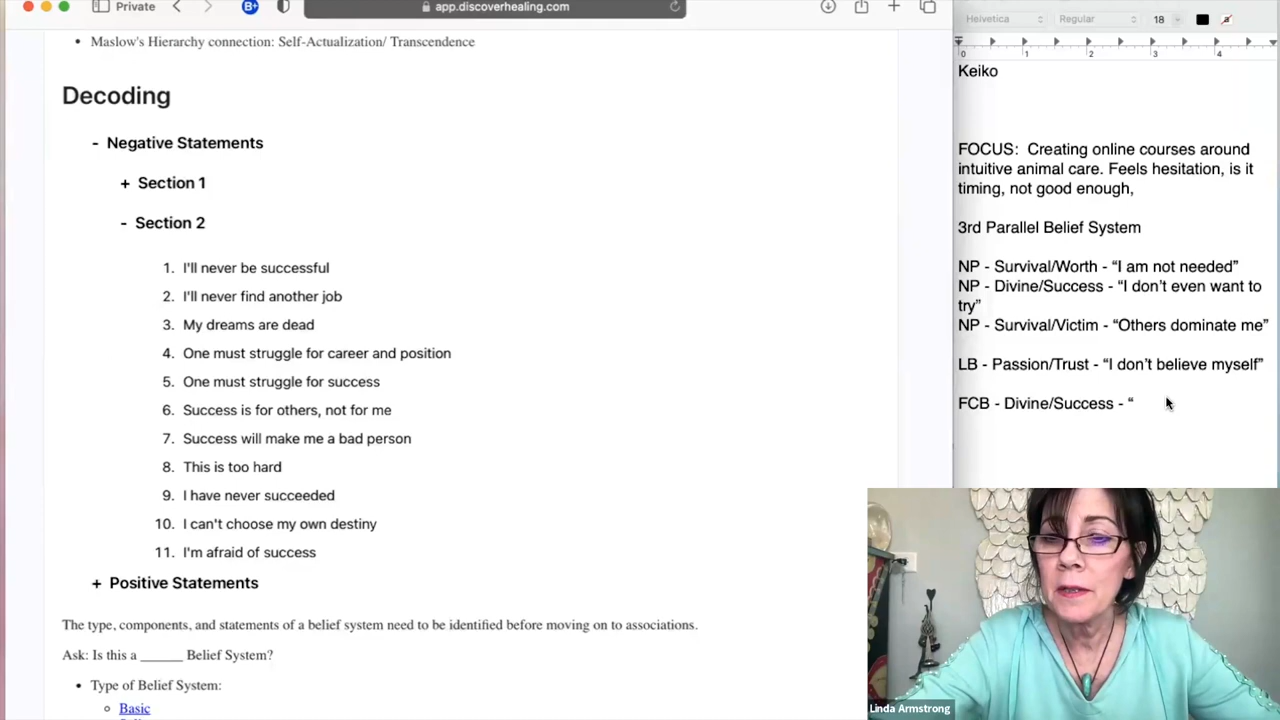 Private
B+
app.discoverhealing.com
Helvetica
Regular
18
0 1 2 3 4
• Maslow's Hierarchy connection: Self-Actualization/ Transcendence
Decoding
- Negative Statements
+ Section 1
- Section 2
1. I'll never be successful
2. I'll never find another job
3. My dreams are dead
4. One must struggle for career and position
5. One must struggle for success
6. Success is for others, not for me
7. Success will make me a bad person
8. This is too hard
9. I have never succeeded
10. I can't choose my own destiny
11. I'm afraid of success
+ Positive Statements
The type, components, and statements of a belief system need to be identified before moving on to associations.
Ask: Is this a ______ Belief System?
• Type of Belief System:
Basic
Keiko
FOCUS: Creating online courses around
intuitive animal care. Feels hesitation, is it
timing, not good enough,
3rd Parallel Belief System
NP - Survival/Worth - “I am not needed”
NP - Divine/Success - “I don’t even want to
try”
NP - Survival/Victim - “Others dominate me”
LB - Passion/Trust - “I don’t believe myself”
FCB - Divine/Success - “
Linda Armstrong